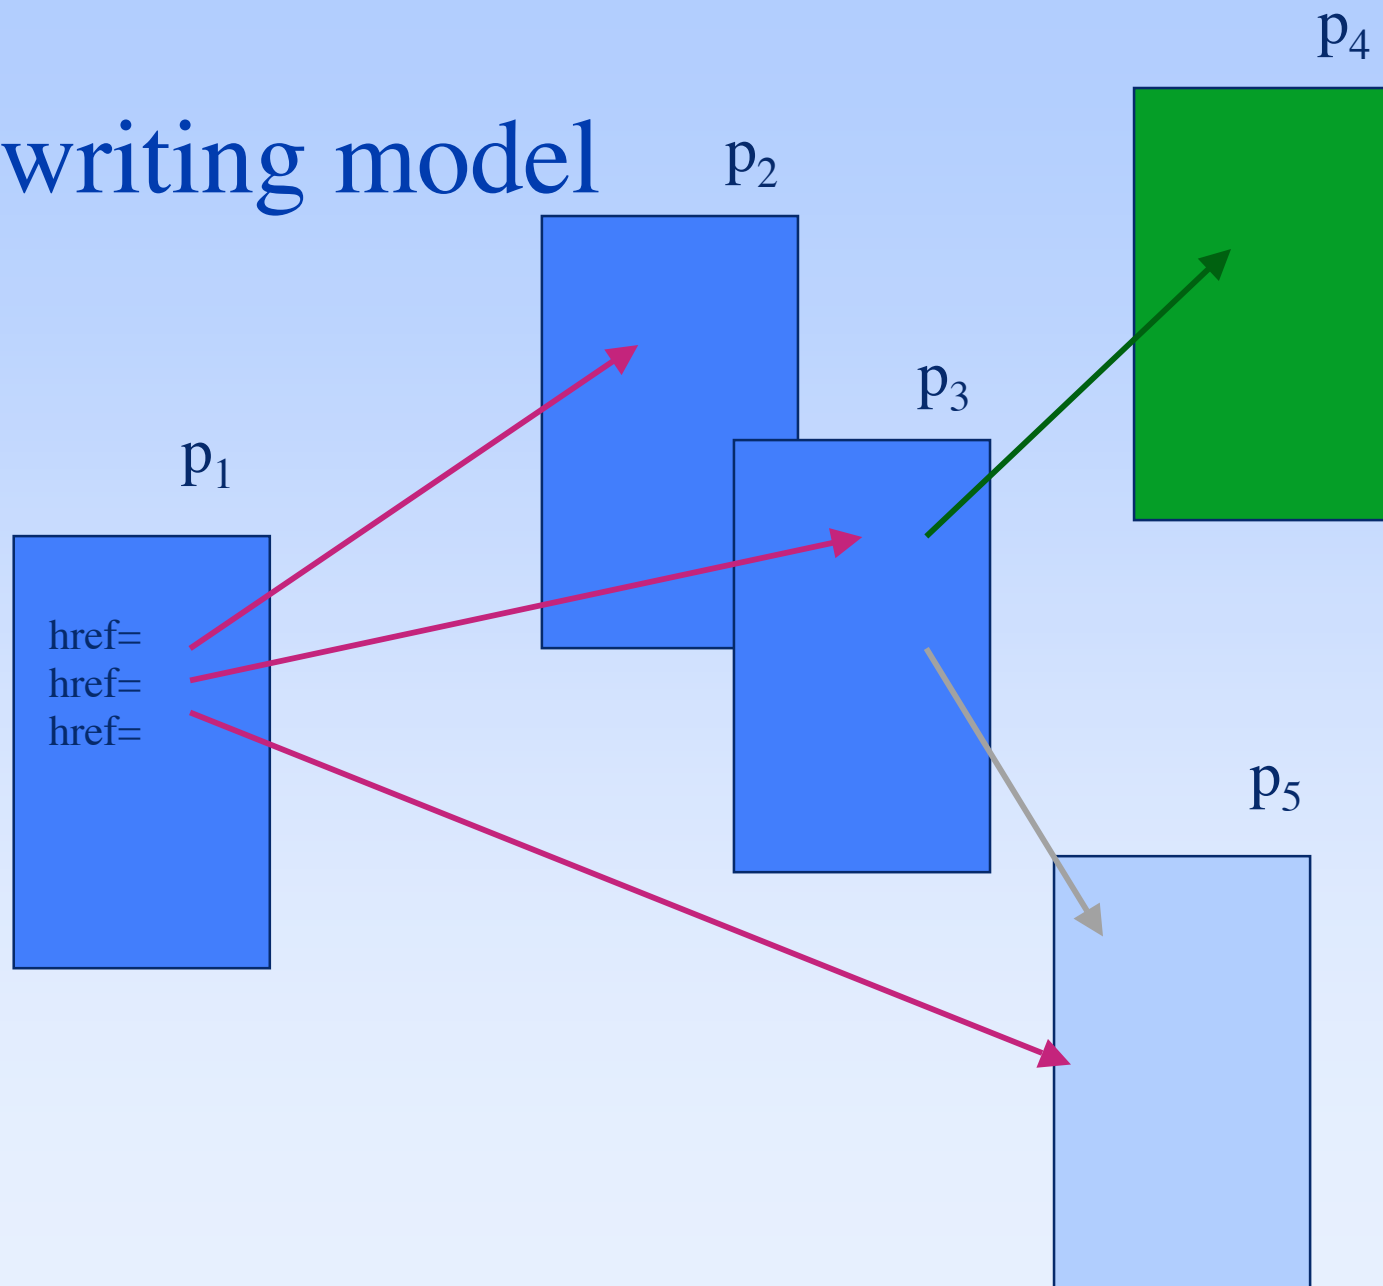 p4
writing model
p2
p3
p1
href=
href=
href=
p5